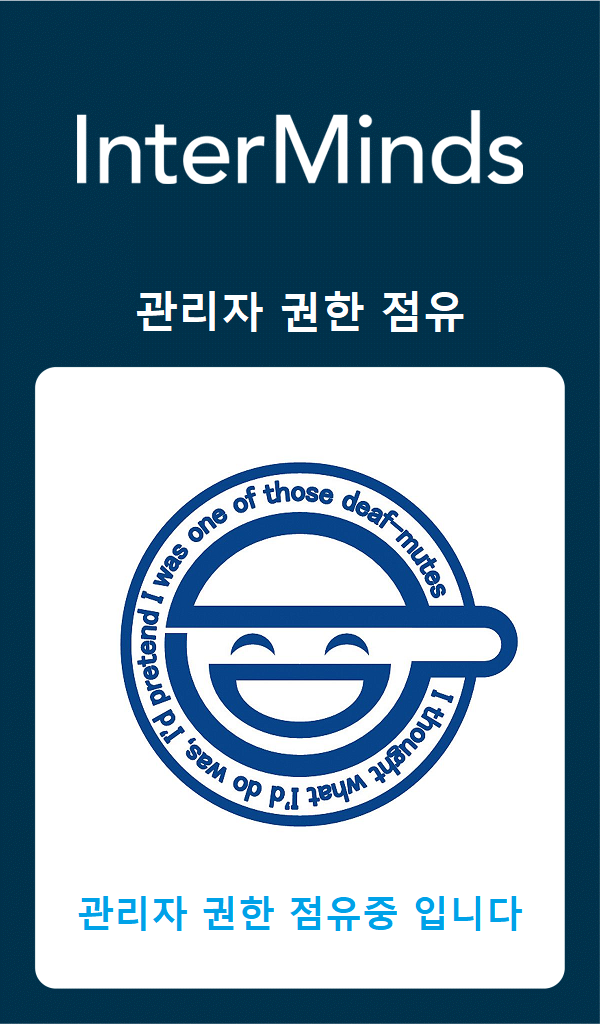 InterMinds
관리자 권한 점유
I thought what I'd do was, I'd pretend I was one of those deaf-mutes
관리자 권한 점유중 입니다